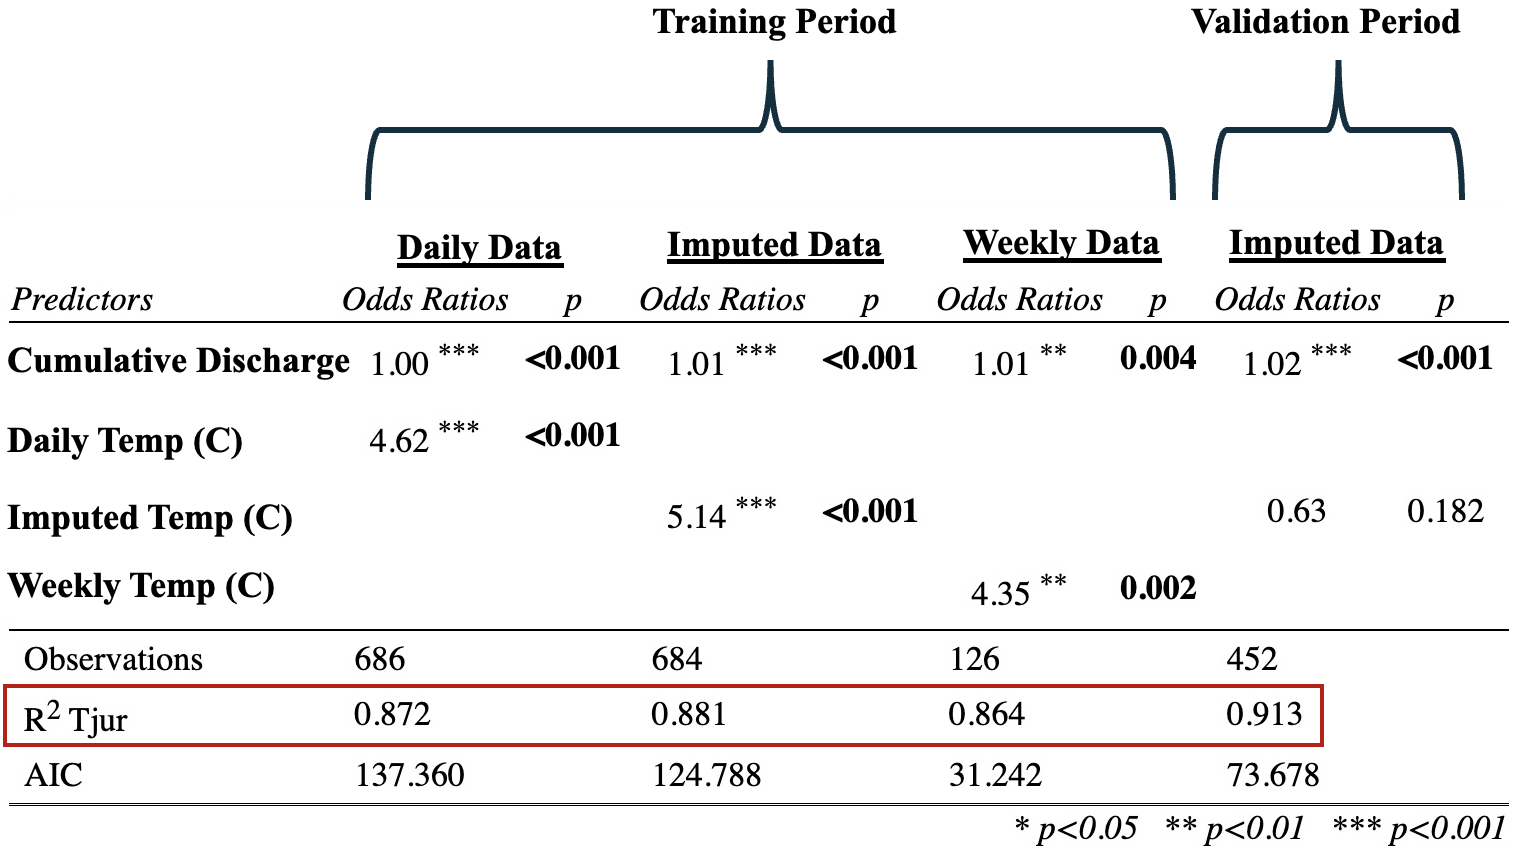 Training Period Validation Period
Daily Data Imputed Data Weekly Data Imputed Data
Predictors Odds Ratios p Odds Ratios p Odds Ratios p Odds Ratios p
Cumulative Discharge 1.00 *** <0.001 1.01 *** <0.001 1.01 ** 0.004 1.02 *** <0.001
Daily Temp (C) 4.62 *** <0.001
Imputed Temp (C) 5.14 *** <0.001 0.63 0.182
Weekly Temp (C) 4.35 ** 0.002
Observations 686 684 126 452
R² Tjur 0.872 0.881 0.864 0.913
AIC 137.360 124.788 31.242 73.678
* p<0.05 ** p<0.01 *** p<0.001